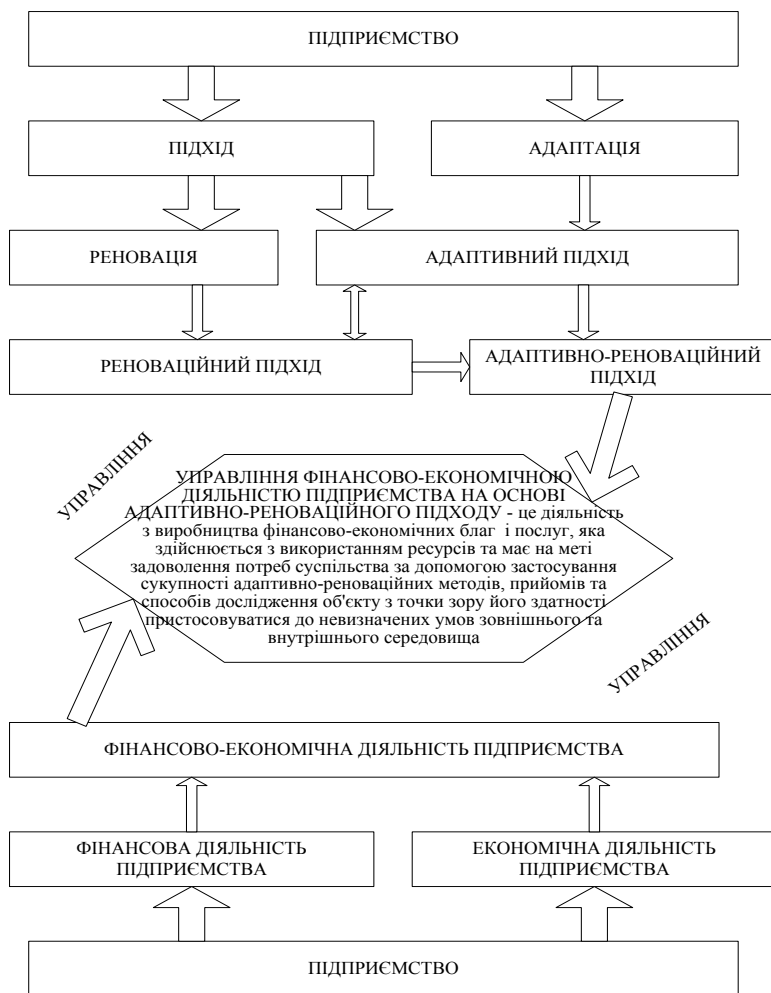 ПІДПРИЄМСТВО
ПІДХІД
АДАПТАЦІЯ
РЕНОВАЦІЯ
АДАПТИВНИЙ ПІДХІД
РЕНОВАЦІЙНИЙ ПІДХІД
АДАПТИВНО-РЕНОВАЦІЙНИЙ
ПІДХІД
УПРАВЛІННЯ
УПРАВЛІННЯ ФІНАНСОВО-ЕКОНОМІЧНОЮ
ДІЯЛЬНІСТЮ ПІДПРИЄМСТВА НА ОСНОВІ
АДАПТИВНО-РЕНОВАЦІЙНОГО ПІДХОДУ - це діяльність
з виробництва фінансово-економічних благ і послуг, яка
здійснюється з використанням ресурсів та має на меті
задоволення потреб суспільства за допомогою застосування
сукупності адаптивно-реноваційних методів, прийомів та
способів дослідження об'єкту з точки зору його здатності
пристосовуватися до невизначених умов зовнішнього та
внутрішнього середовища
УПРАВЛІННЯ
ФІНАНСОВО-ЕКОНОМІЧНА ДІЯЛЬНІСТЬ ПІДПРИЄМСТВА
ФІНАНСОВА ДІЯЛЬНІСТЬ
ПІДПРИЄМСТВА
ЕКОНОМІЧНА ДІЯЛЬНІСТЬ
ПІДПРИЄМСТВА
ПІДПРИЄМСТВО